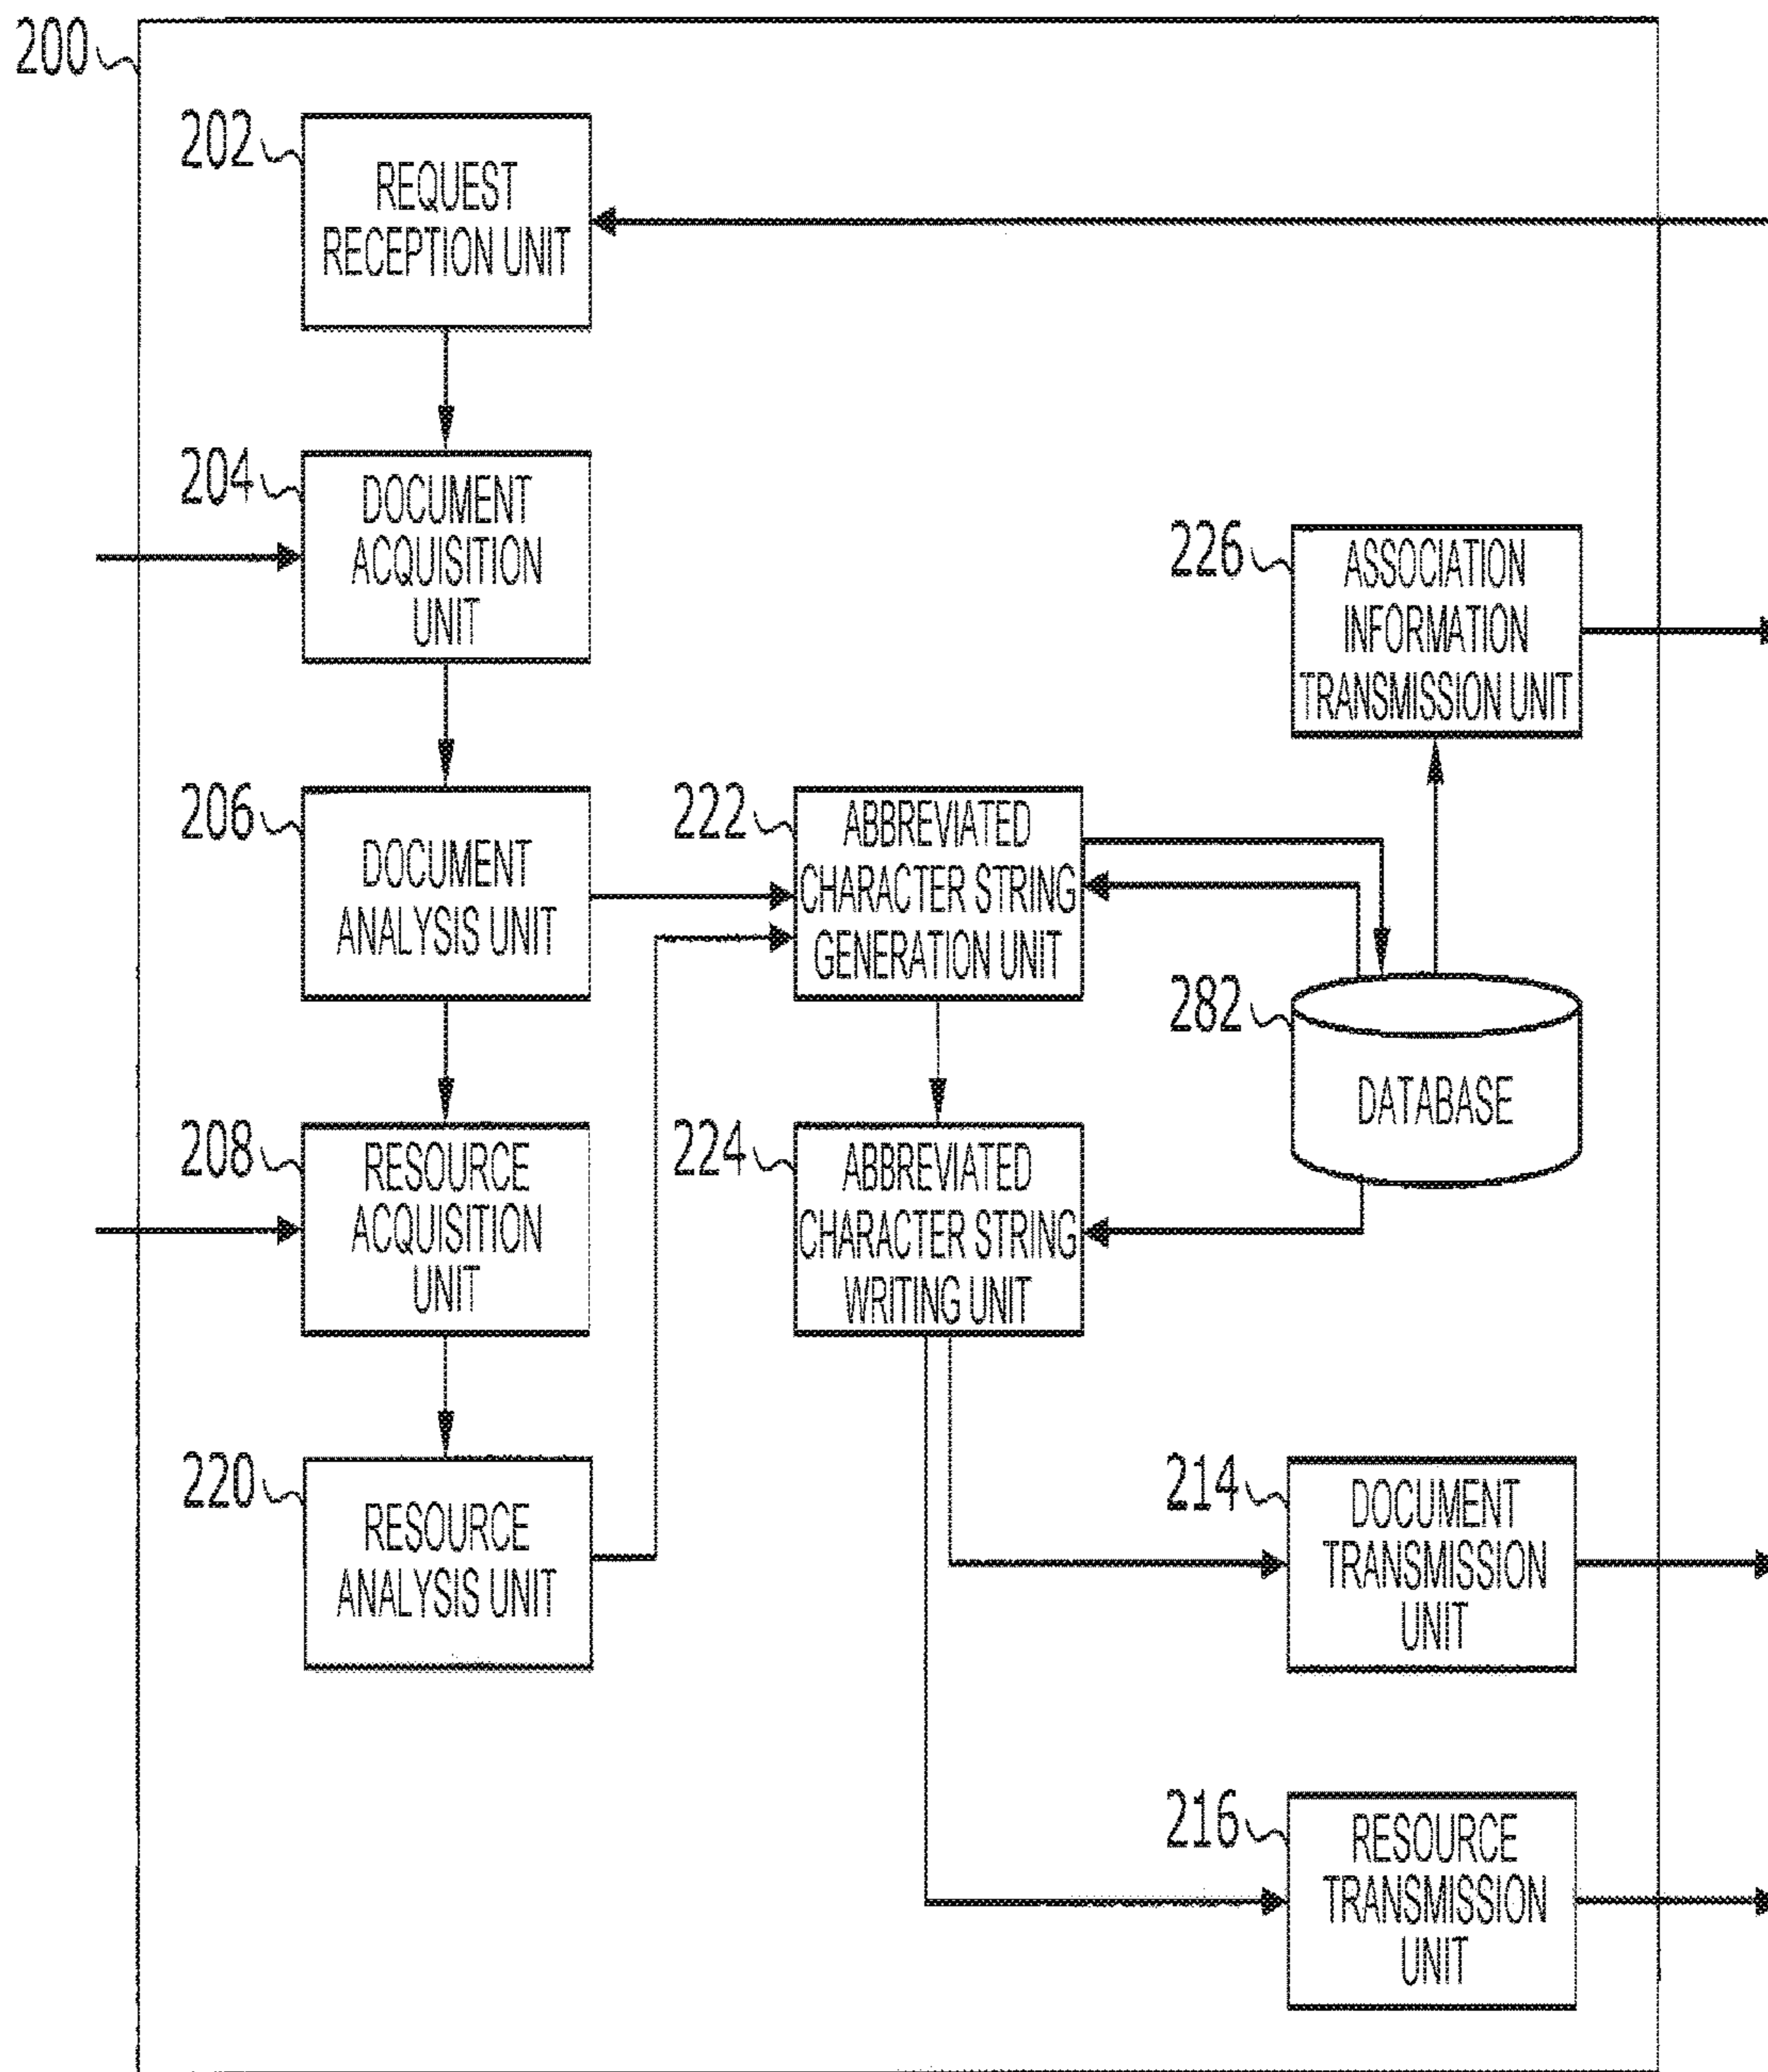 200
202
REQUEST
RECEPTION UNIT
204
DOCUMENT
ACQUISITION
UNIT
226
ASSOCIATION
INFORMATION
TRANSMISSION UNIT
206
DOCUMENT
ANALYSIS UNIT
222
ABBREVIATED
CHARACTER STRING
GENERATION UNIT
282
DATABASE
208
RESOURCE
ACQUISITION
UNIT
224
ABBREVIATED
CHARACTER STRING
WRITING UNIT
220
RESOURCE
ANALYSIS UNIT
214
DOCUMENT
TRANSMISSION
UNIT
216
RESOURCE
TRANSMISSION
UNIT